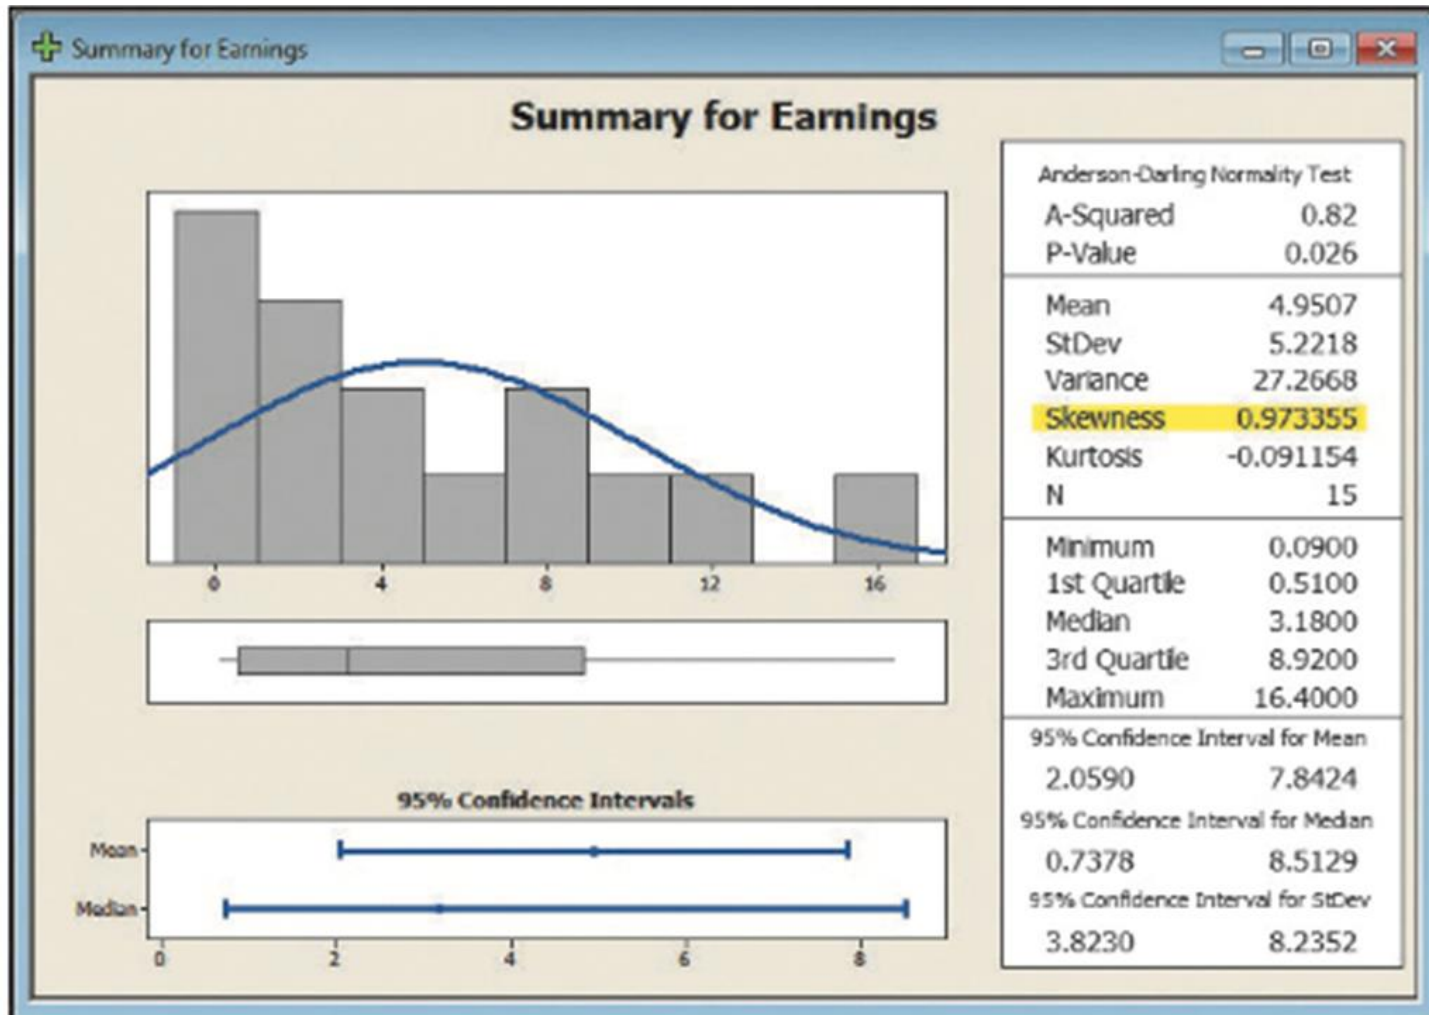 Summary for Earnings
Summary for Earnings
0 4 8 12 16
95% Confidence Intervals
Mean
Median
0 2 4 6 8
Anderson-Darling Normality Test
A-Squared 0.82
P-Value 0.026
Mean 4.9507
StDev 5.2218
Variance 27.2668
Skewness 0.973355
Kurtosis -0.091154
N 15
Minimum 0.0900
1st Quartile 0.5100
Median 3.1800
3rd Quartile 8.9200
Maximum 16.4000
95% Confidence Interval for Mean
2.0590 7.8424
95% Confidence Interval for Median
0.7378 8.5129
95% Confidence Interval for StDev
3.8230 8.2352